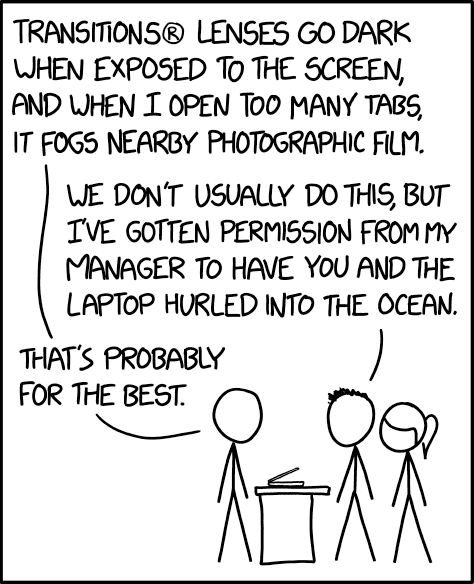 TRANSITIONS® LENSES GO DARK
WHEN EXPOSED TO THE SCREEN,
AND WHEN I OPEN TOO MANY TABS,
IT FOGS NEARBY PHOTOGRAPHIC FILM.
WE DON'T USUALLY DO THIS, BUT
I'VE GOTTEN PERMISSION FROM MY
MANAGER TO HAVE YOU AND THE
LAPTOP HURLED INTO THE OCEAN.
THAT'S PROBABLY
FOR THE BEST.